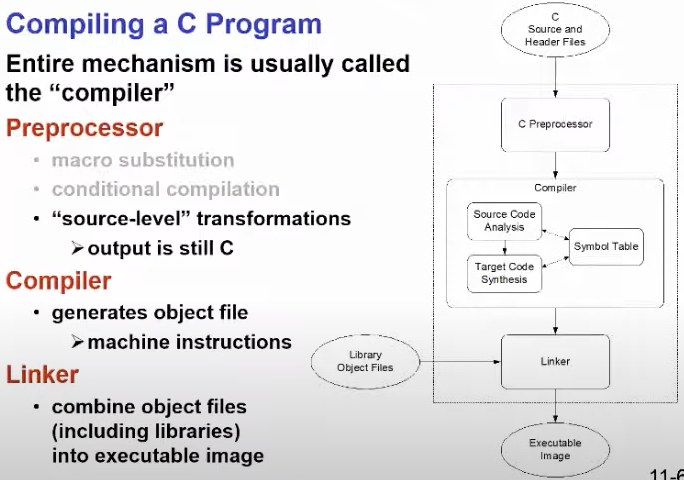 Compiling a C Program
Entire mechanism is usually called
the “compiler”
Preprocessor
• macro substitution
• conditional compilation
• “source-level” transformations
➢ output is still C
Compiler
• generates object file
➢ machine instructions
Linker
• combine object files
(including libraries)
into executable image
C
Source and
Header Files
C Preprocessor
Compiler
Source Code
Analysis
Symbol Table
Target Code
Synthesis
Library
Object Files
Linker
Executable
Image
11-6